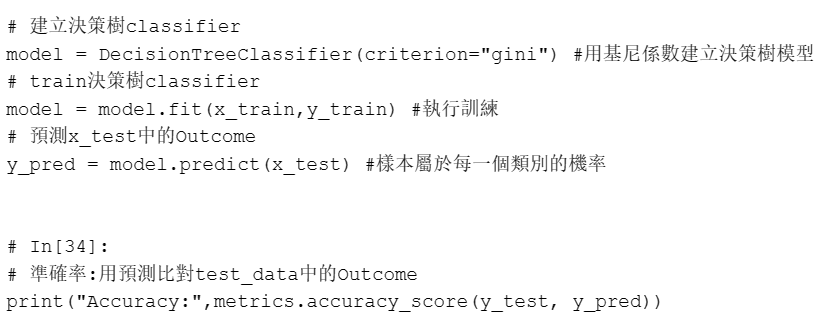 # 建立決策樹classifier
model = DecisionTreeClassifier(criterion="gini") #用基尼係數建立決策樹模型
# train決策樹classifier
model = model.fit(x_train,y_train) #執行訓練
# 預測x_test中的Outcome
y_pred = model.predict(x_test) #樣本屬於每一個類別的機率
# In[34]:
# 準確率:用預測比對test_data中的Outcome
print("Accuracy:",metrics.accuracy_score(y_test, y_pred))